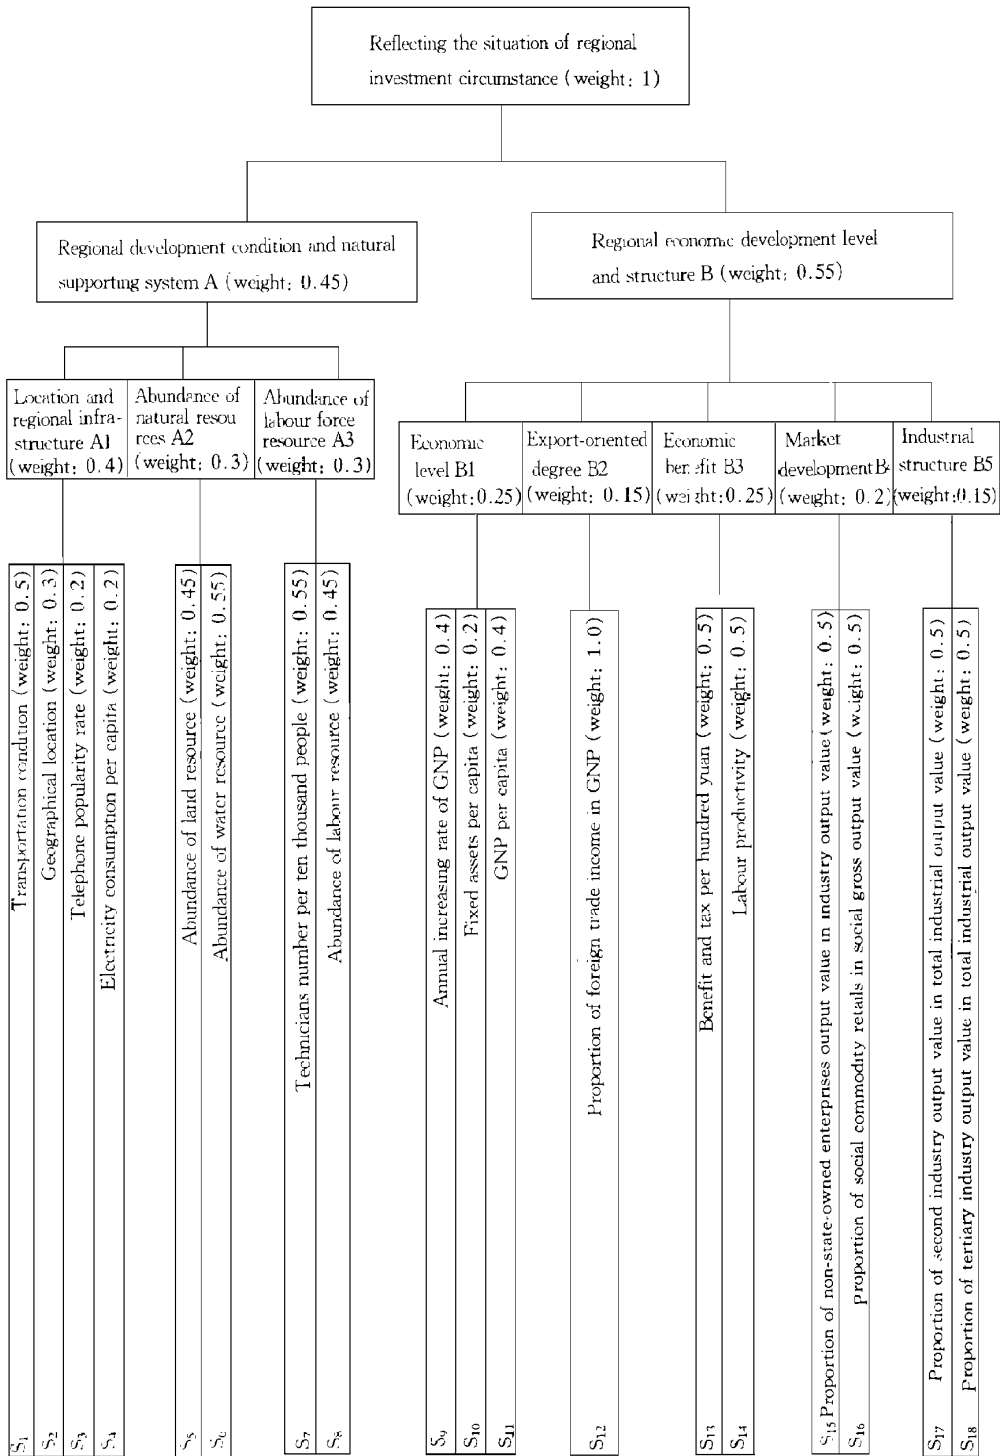 Reflecting the situation of regional
investment circumstance (weight: 1)
Regional development condition and natural
supporting system A (weight: 0.45)
Regional economic development level
and structure B (weight: 0.55)
Location and
regional infra-
structure A1
(weight: 0.4)
Abundance of
natural resou
rces A2
(weight: 0.3)
Abundance of
labour force
resource A3
(weight: 0.3)
Economic
level B1
(weight: 0.25)
Export-oriented
degree B2
(weight: 0.15)
Economic
benefit B3
(weight: 0.25)
Market
development B4
(weight: 0.2)
Industrial
structure B5
(weight: 0.15)
S1 Transportation condition (weight: 0.5)
S2 Geographical location (weight: 0.3)
S3 Telephone popularity rate (weight: 0.2)
S4 Electricity consumption per capita (weight: 0.2)
S5 Abundance of land resource (weight: 0.45)
S6 Abundance of water resource (weight: 0.55)
S7 Technicians number per ten thousand people (weight: 0.55)
S8 Abundance of labour resource (weight: 0.45)
S9 Annual increasing rate of GNP (weight: 0.4)
S10 Fixed assets per capita (weight: 0.2)
S11 GNP per capita (weight: 0.4)
S12 Proportion of foreign trade income in GNP (weight: 1.0)
S13 Benefit and tax per hundred yuan (weight: 0.5)
S14 Labour productivity (weight: 0.5)
S15 Proportion of non-state-owned enterprises output value in industry output value (weight: 0.5)
S16 Proportion of social commodity retails in social gross output value (weight: 0.5)
S17 Proportion of second industry output value in total industrial output value (weight: 0.5)
S18 Proportion of tertiary industry output value in total industrial output value (weight: 0.5)